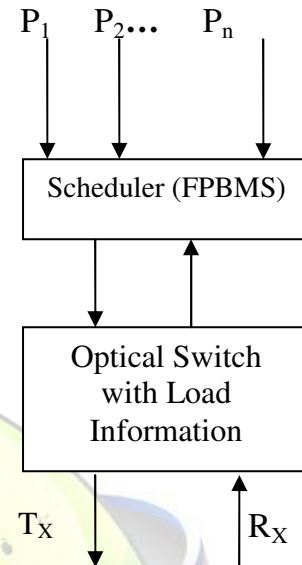 P₁ P₂... Pₙ
Scheduler (FPBMS)
Optical Switch
with Load
Information
Tₓ Rₓ